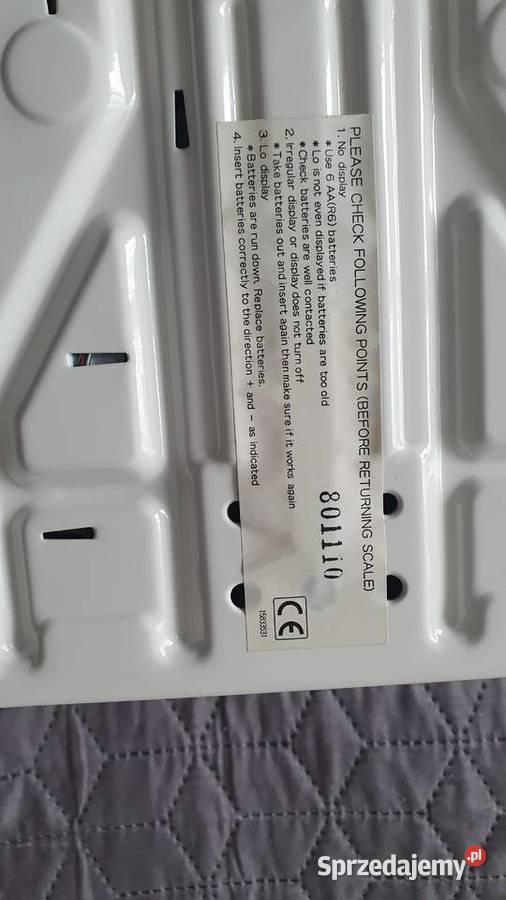 PLEASE CHECK FOLLOWING POINTS (BEFORE RETURNING SCALE)
1. No display
* Use 6 AA(R6) batteries
* Lo is not even displayed if batteries are too old
* Check batteries are well contacted
2. Irregular display or display does not turn off
* Take batteries out and insert again then make sure if it works again
3. Lo display
* Batteries are run down. Replace batteries.
4. Insert batteries correctly to the direction + and - as indicated
801110
CE
15833931
Sprzedajemy.pl